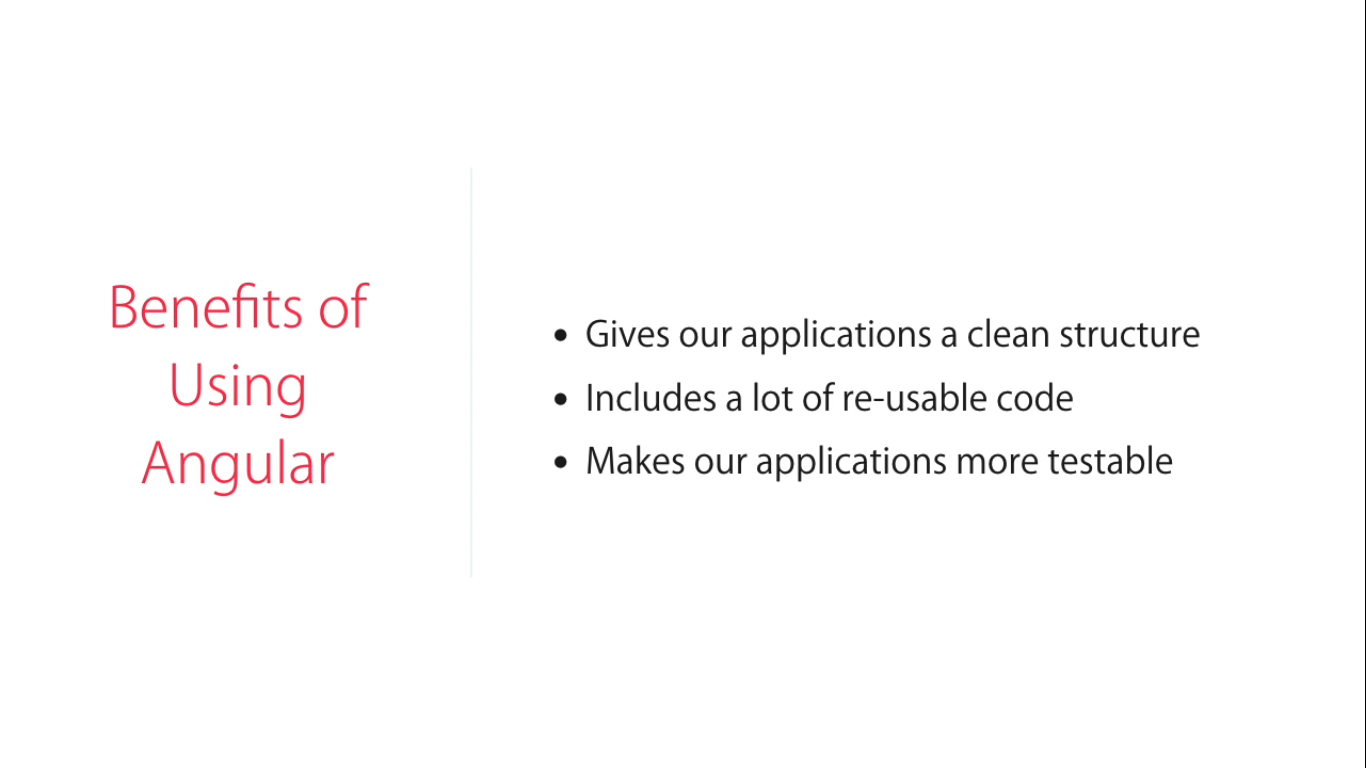 Benefits of
Using
Angular
• Gives our applications a clean structure
• Includes a lot of re-usable code
• Makes our applications more testable